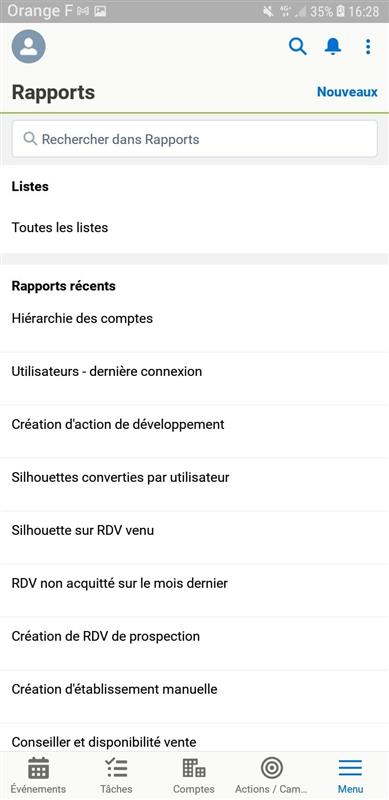 Orange F 4G+ 35% 16:28
Rapports
Nouveaux
Rechercher dans Rapports
Listes
Toutes les listes
Rapports récents
Hiérarchie des comptes
Utilisateurs - dernière connexion
Création d'action de développement
Silhouettes converties par utilisateur
Silhouette sur RDV venu
RDV non acquitté sur le mois dernier
Création de RDV de prospection
Création d'établissement manuelle
Conseiller et disponibilité vente
Événements Tâches Comptes Actions / Cam... Menu